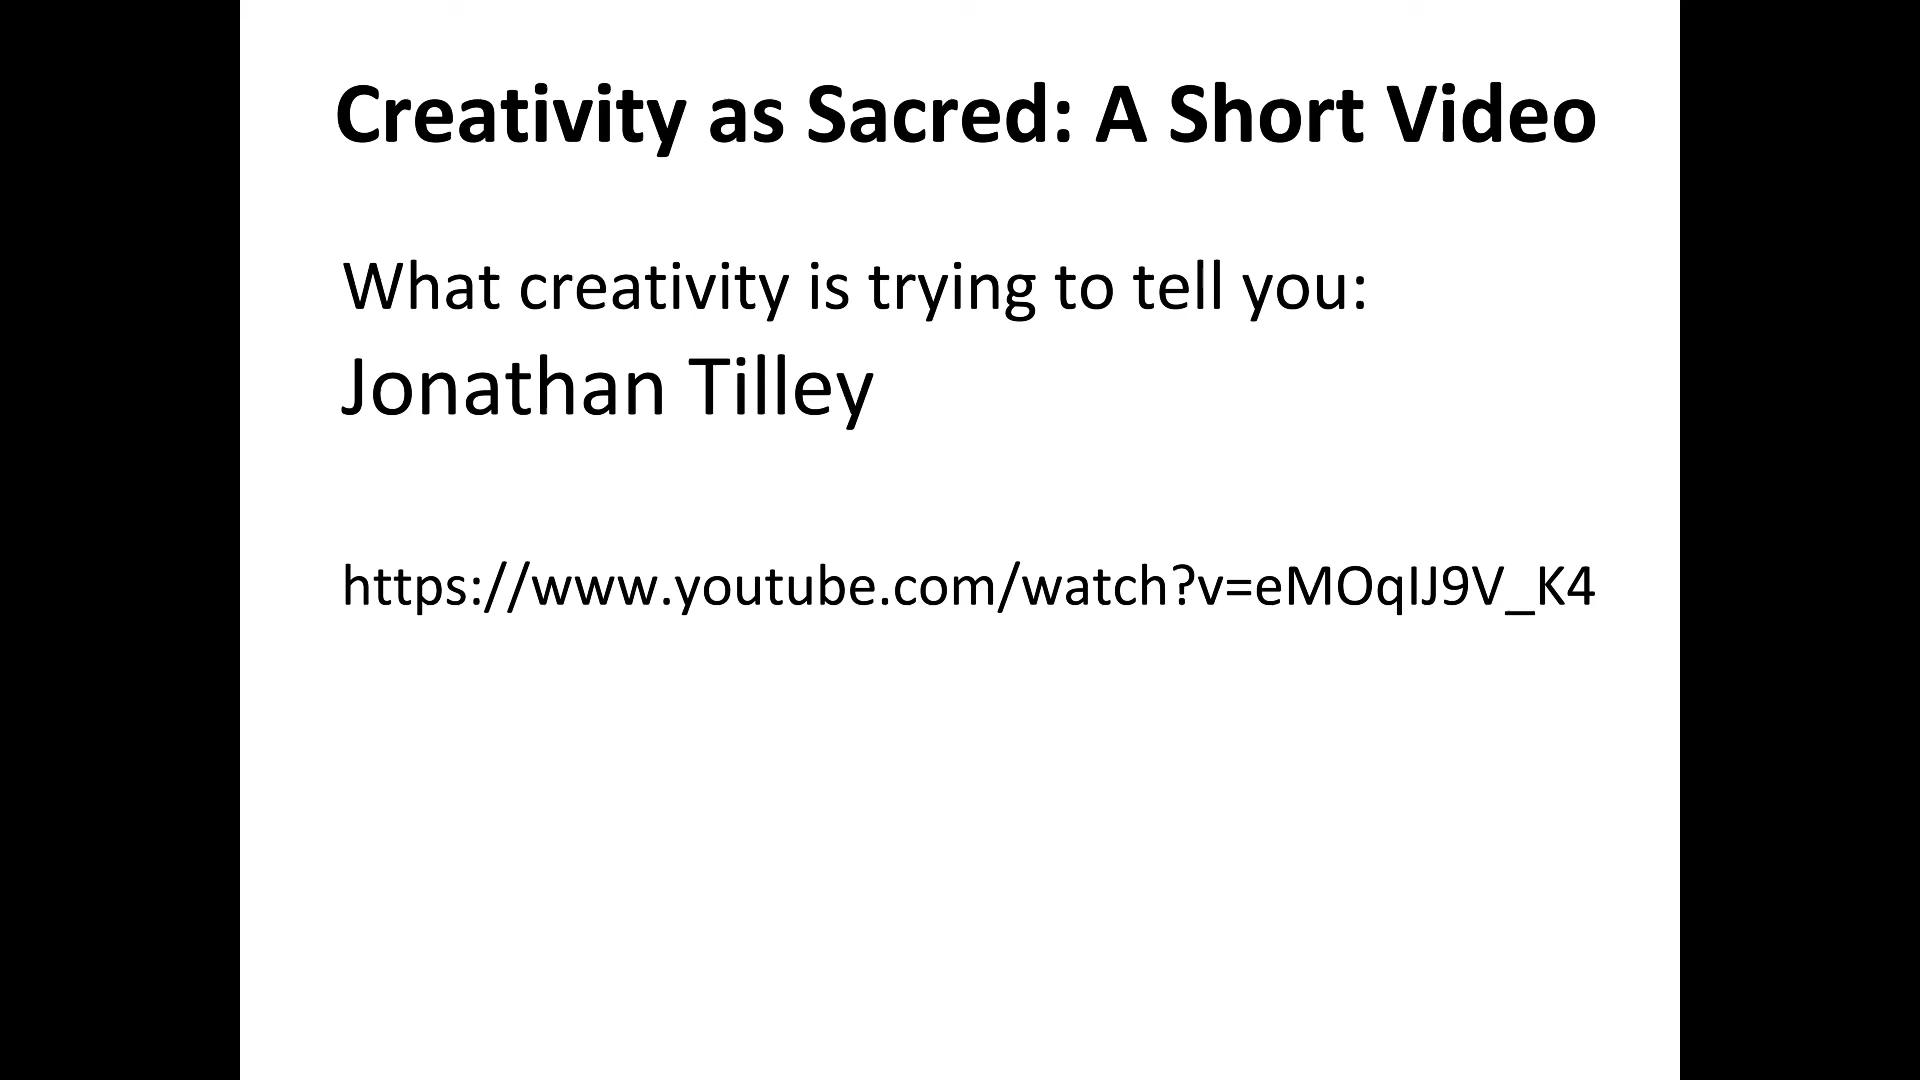 Creativity as Sacred: A Short Video
What creativity is trying to tell you:
Jonathan Tilley
https://www.youtube.com/watch?v=eMOqIJ9V_K4